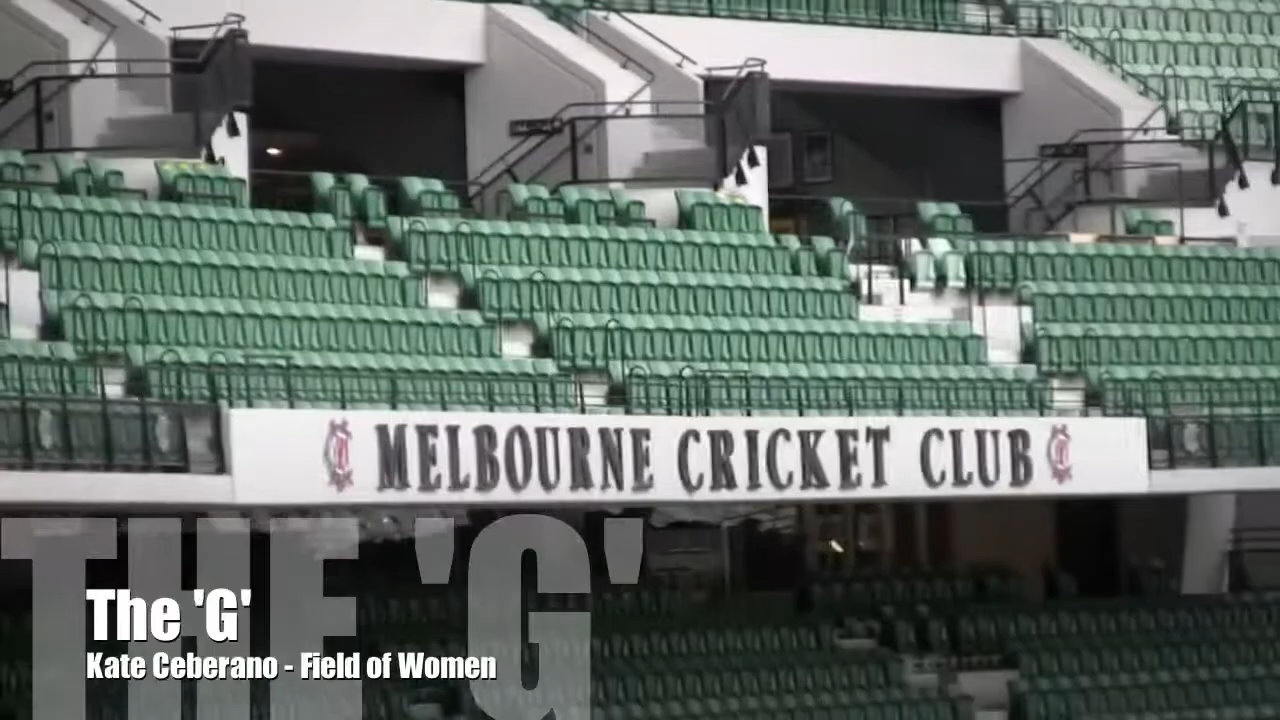 MELBOURNE CRICKET CLUB
THE 'G'
The 'G'
Kate Ceberano - Field of Women